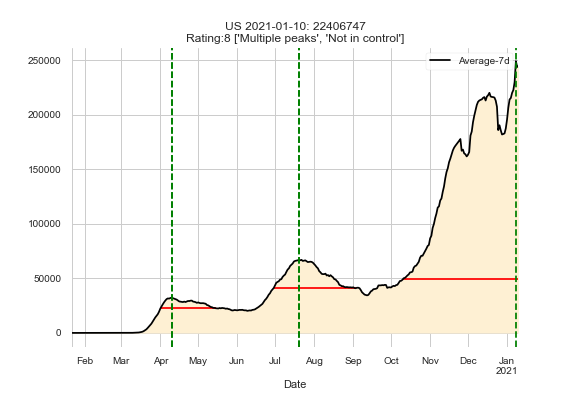 US 2021-01-10: 22406747
Rating:8 ['Multiple peaks', 'Not in control']
Average-7d
250000
200000
150000
100000
50000
0
Feb Mar Apr May Jun Jul Aug Sep Oct Nov Dec Jan
2021
Date